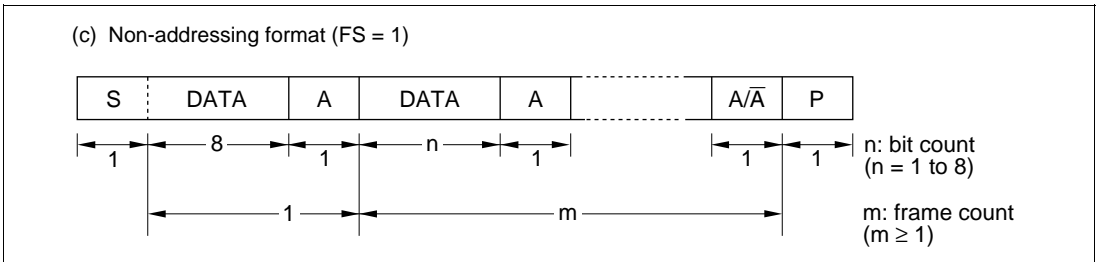 (c) Non-addressing format (FS = 1)
S DATA A DATA A A/A̅ P
1 8 1 n 1 1 1
n: bit count
(n = 1 to 8)
1 m
m: frame count
(m ≥ 1)